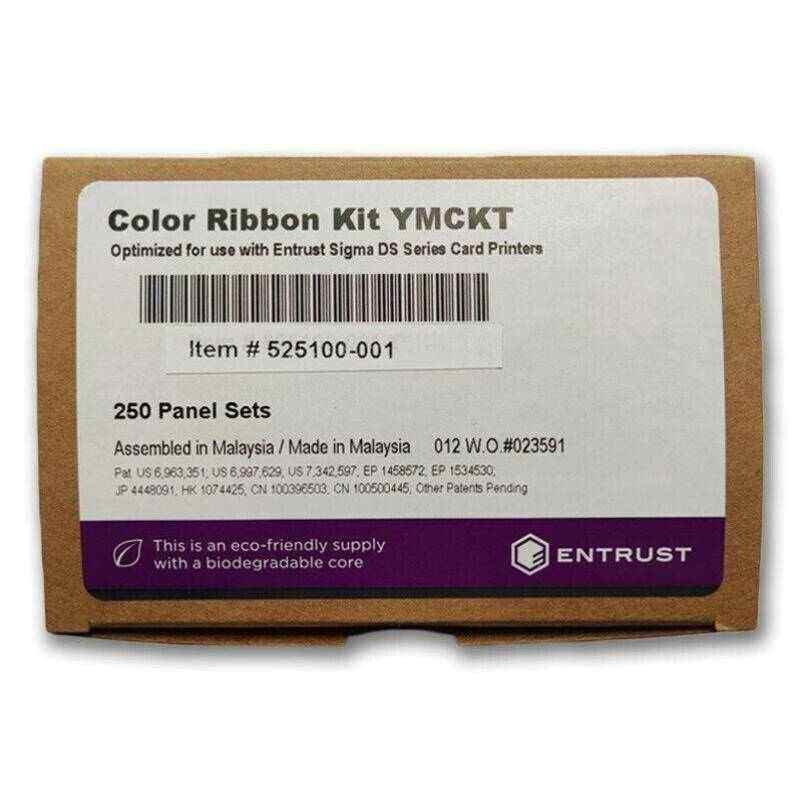 Color Ribbon Kit YMCKT
Optimized for use with Entrust Sigma DS Series Card Printers
Item # 525100-001
250 Panel Sets
Assembled in Malaysia / Made in Malaysia 012 W.O.#023591
Pat. US 6,963,351, US 6,997,629, US 7,342,597, EP 1458572, EP 1534530,
JP 4448091, HK 1074425, CN 100396503, CN 100500445, Other Patents Pending
This is an eco-friendly supply
with a biodegradable core
ENTRUST